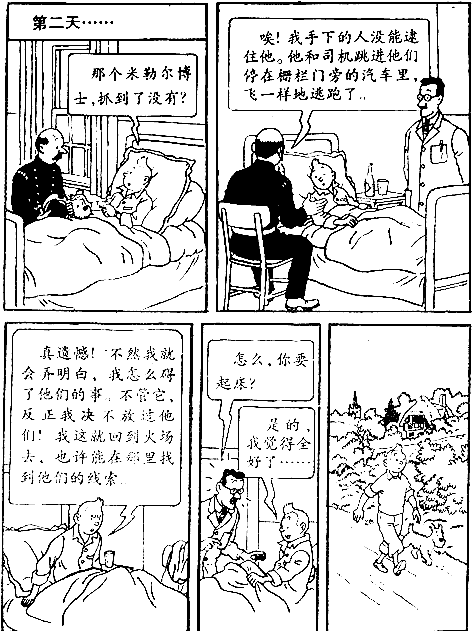 第二天……
那个米勒尔博
士,抓到了没有?
唉!我手下的人没能逮
住他。他和司机跳进他们
停在栅栏门旁的汽车里,
飞一样地逃跑了..
真遗憾!不然我就
会弄明白,我怎么碍
了他们的事。不管它,
反正我决不放过他
们!我这就回到火场
去,也许能在那里找
到他们的线索..
怎么,你要
起床?
是的,
我觉得全
好了……